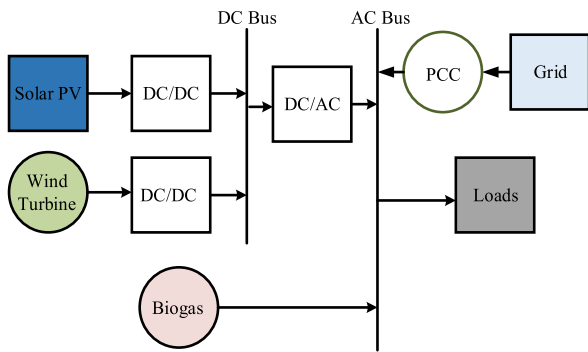 DC Bus
AC Bus
Solar PV
DC/DC
DC/AC
PCC
Grid
Wind
Turbine
DC/DC
Loads
Biogas